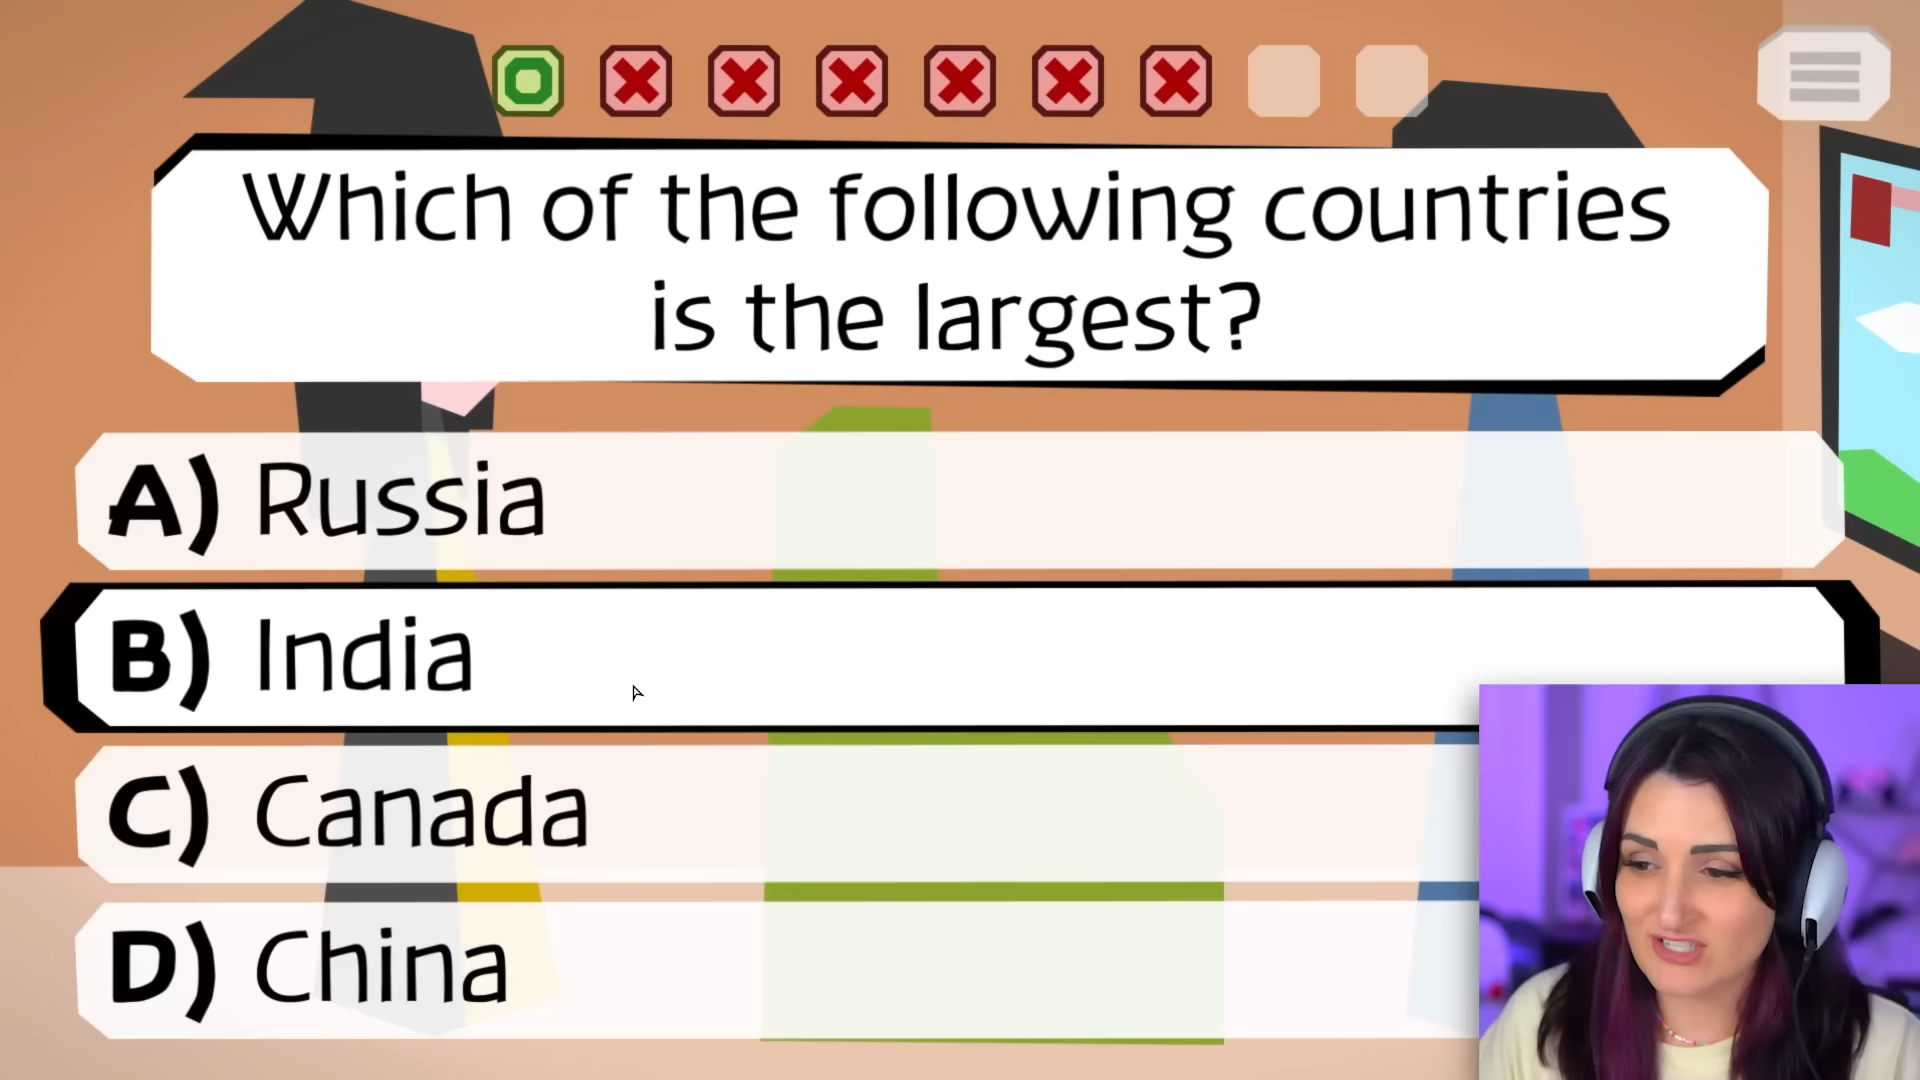 Which of the following countries
is the largest?
A) Russia
B) India
C) Canada
D) China